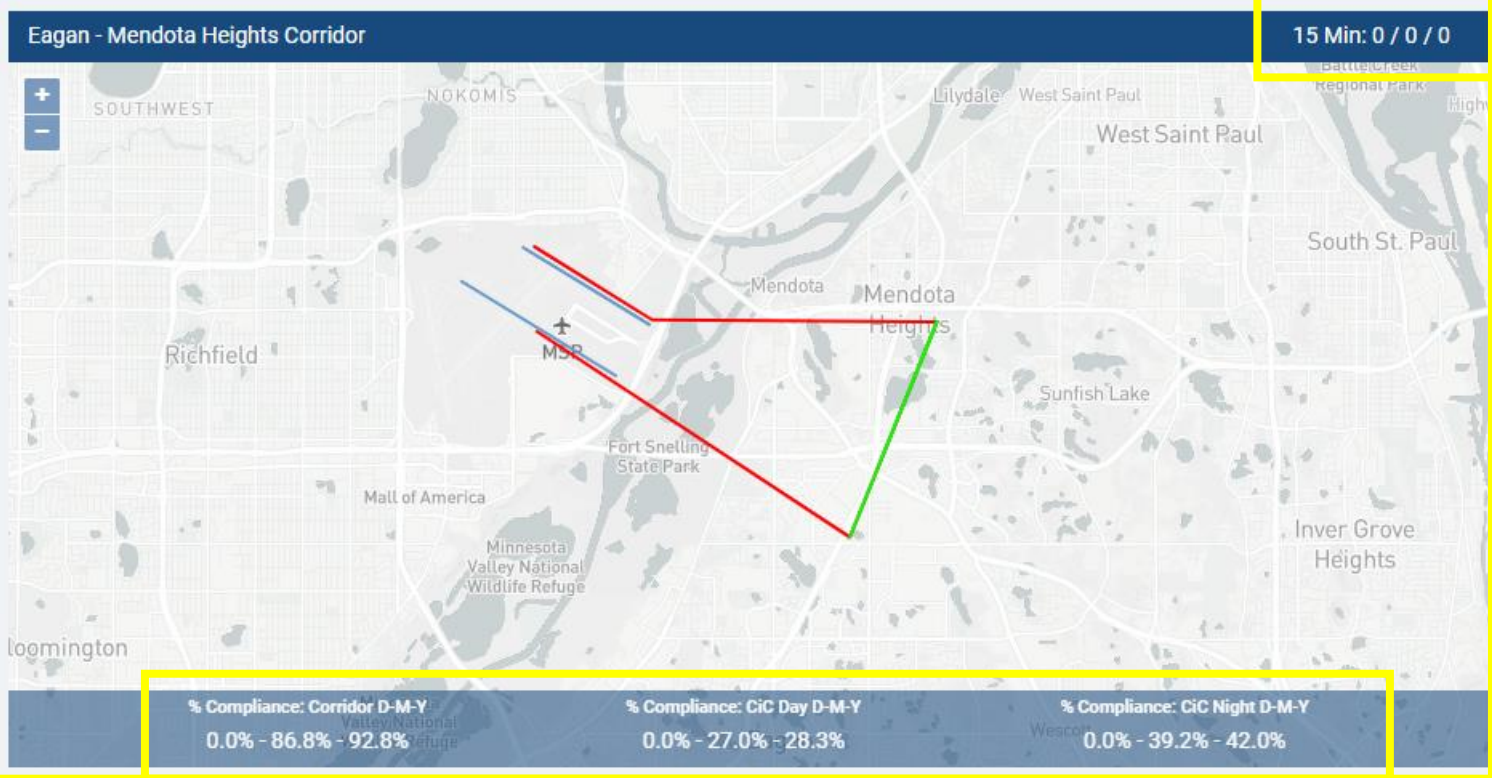 Eagan - Mendota Heights Corridor
15 Min: 0 / 0 / 0
+
−
SOUTHWEST
NOKOMIS
Lilydale
West Saint Paul
Battle Creek
Regional Park
High
West Saint Paul
South St. Paul
Mendota
Mendota
Heights
Richfield
MSP
Sunfish Lake
Fort Snelling
State Park
Mall of America
Inver Grove
Heights
Minnesota
Valley National
Wildlife Refuge
loomington
% Compliance: Corridor D-M-Y
0.0% - 86.8% - 92.8%
% Compliance: CiC Day D-M-Y
0.0% - 27.0% - 28.3%
Wescott
% Compliance: CiC Night D-M-Y
0.0% - 39.2% - 42.0%